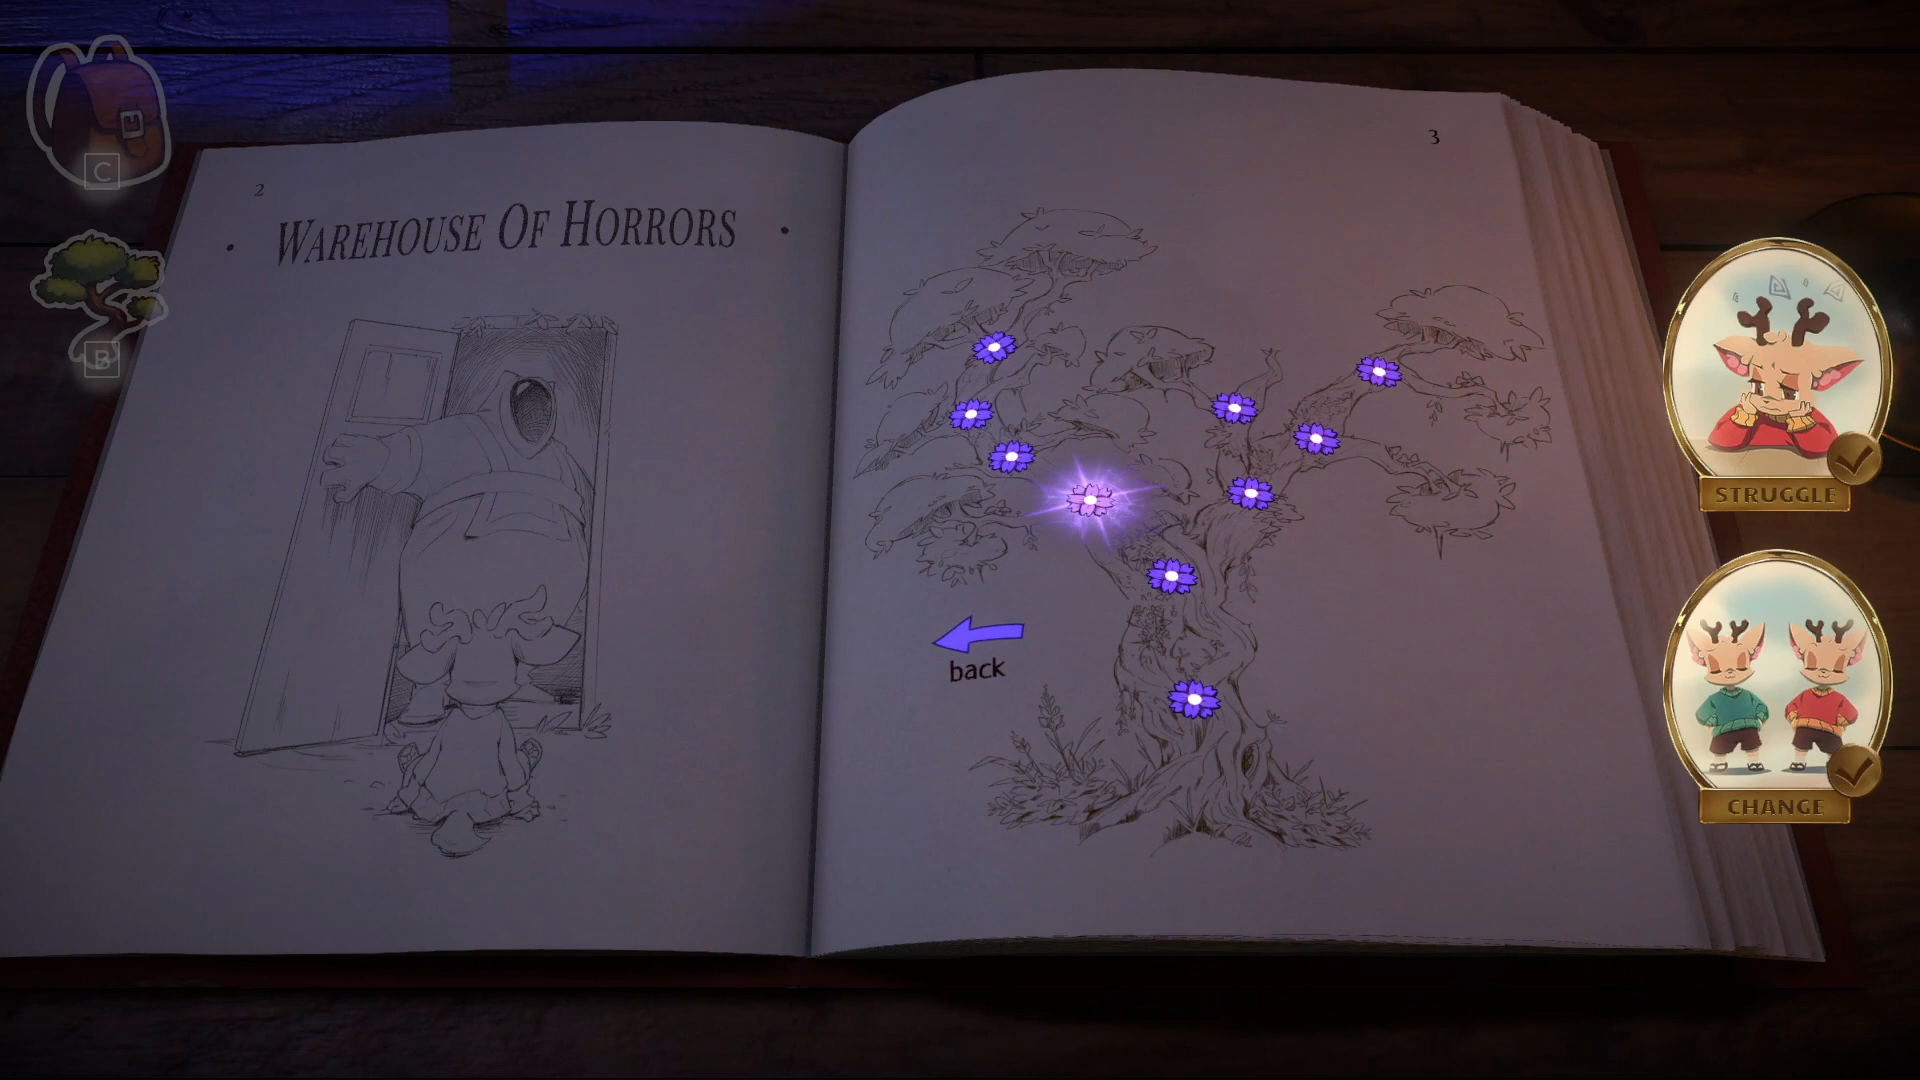 C
B
2
· WAREHOUSE OF HORRORS ·
3
back
STRUGGLE
CHANGE